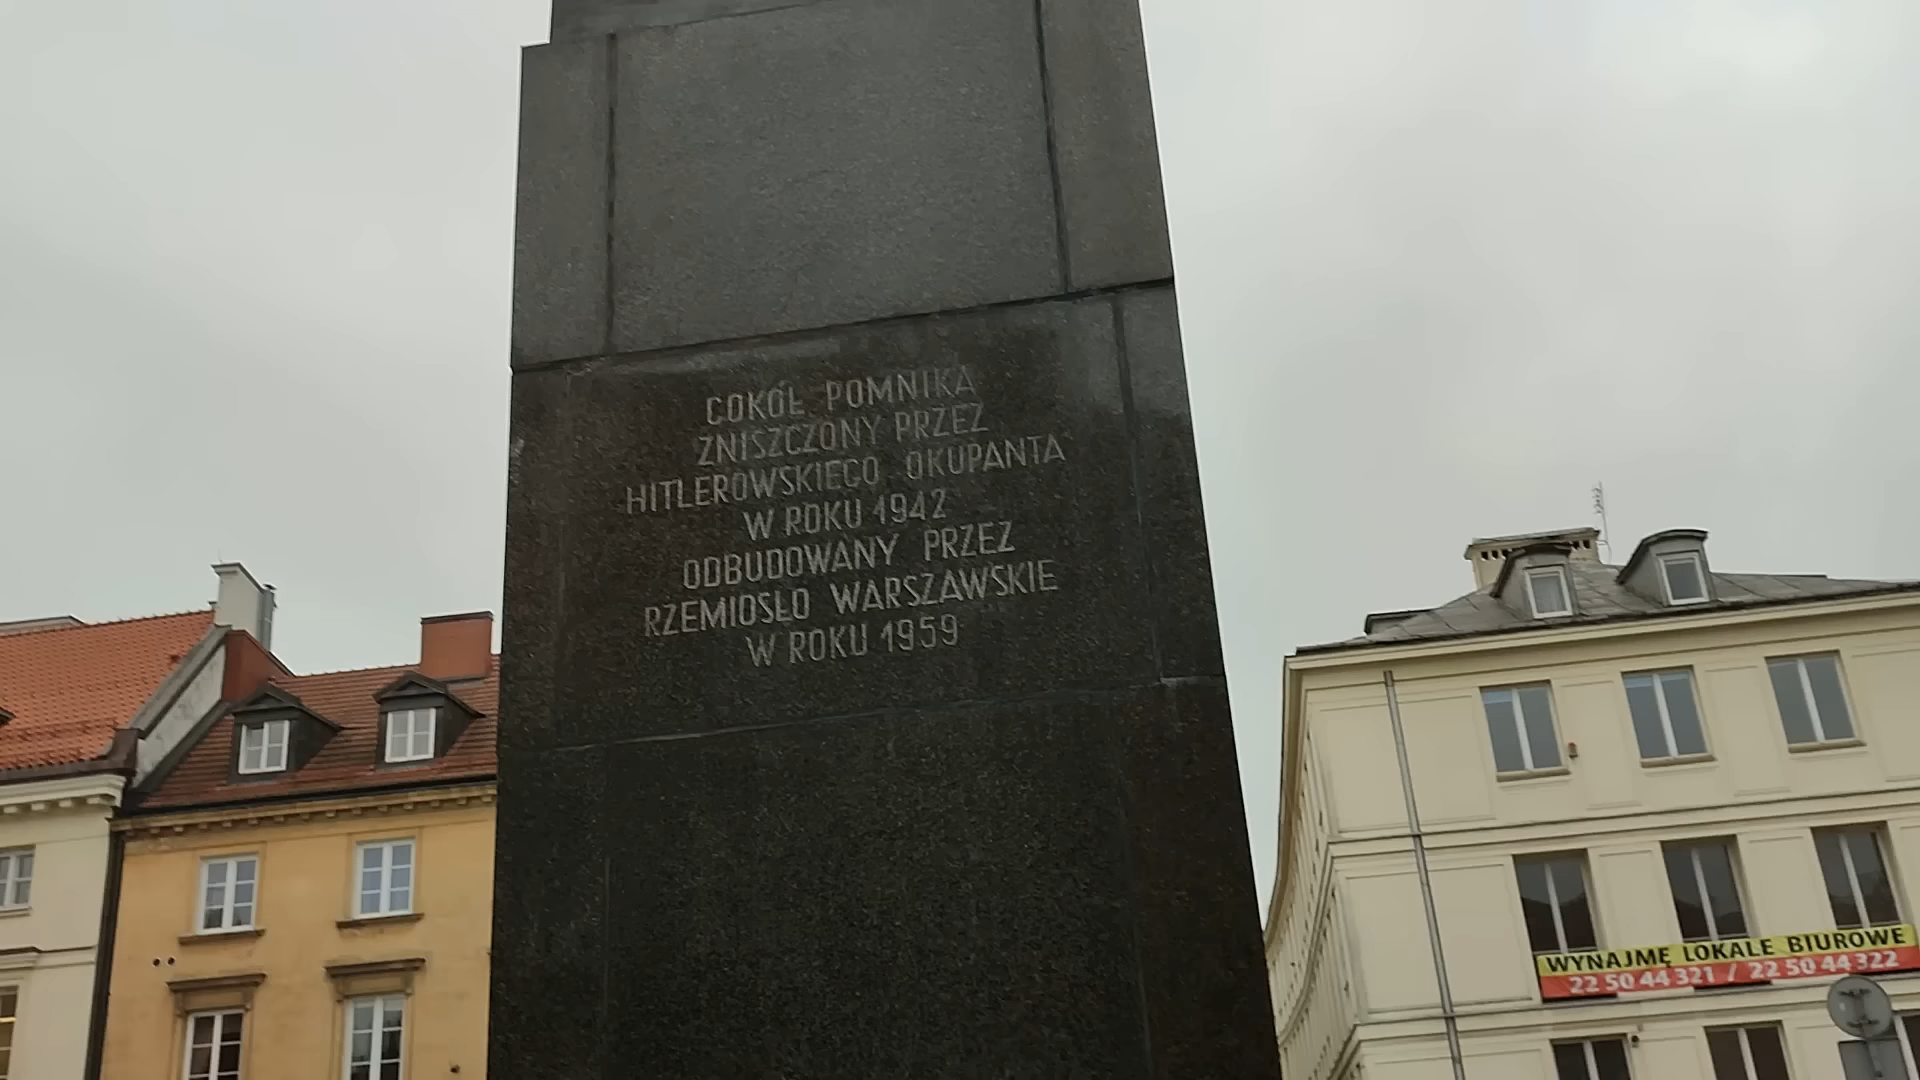 COKÓŁ POMNIKA
ZNISZCZONY PRZEZ
HITLEROWSKIEGO OKUPANTA
W ROKU 1942
ODBUDOWANY PRZEZ
RZEMIOSŁO WARSZAWSKIE
W ROKU 1959
WYNAJMĘ LOKALE BIUROWE
22 50 44 321 / 22 50 44 322